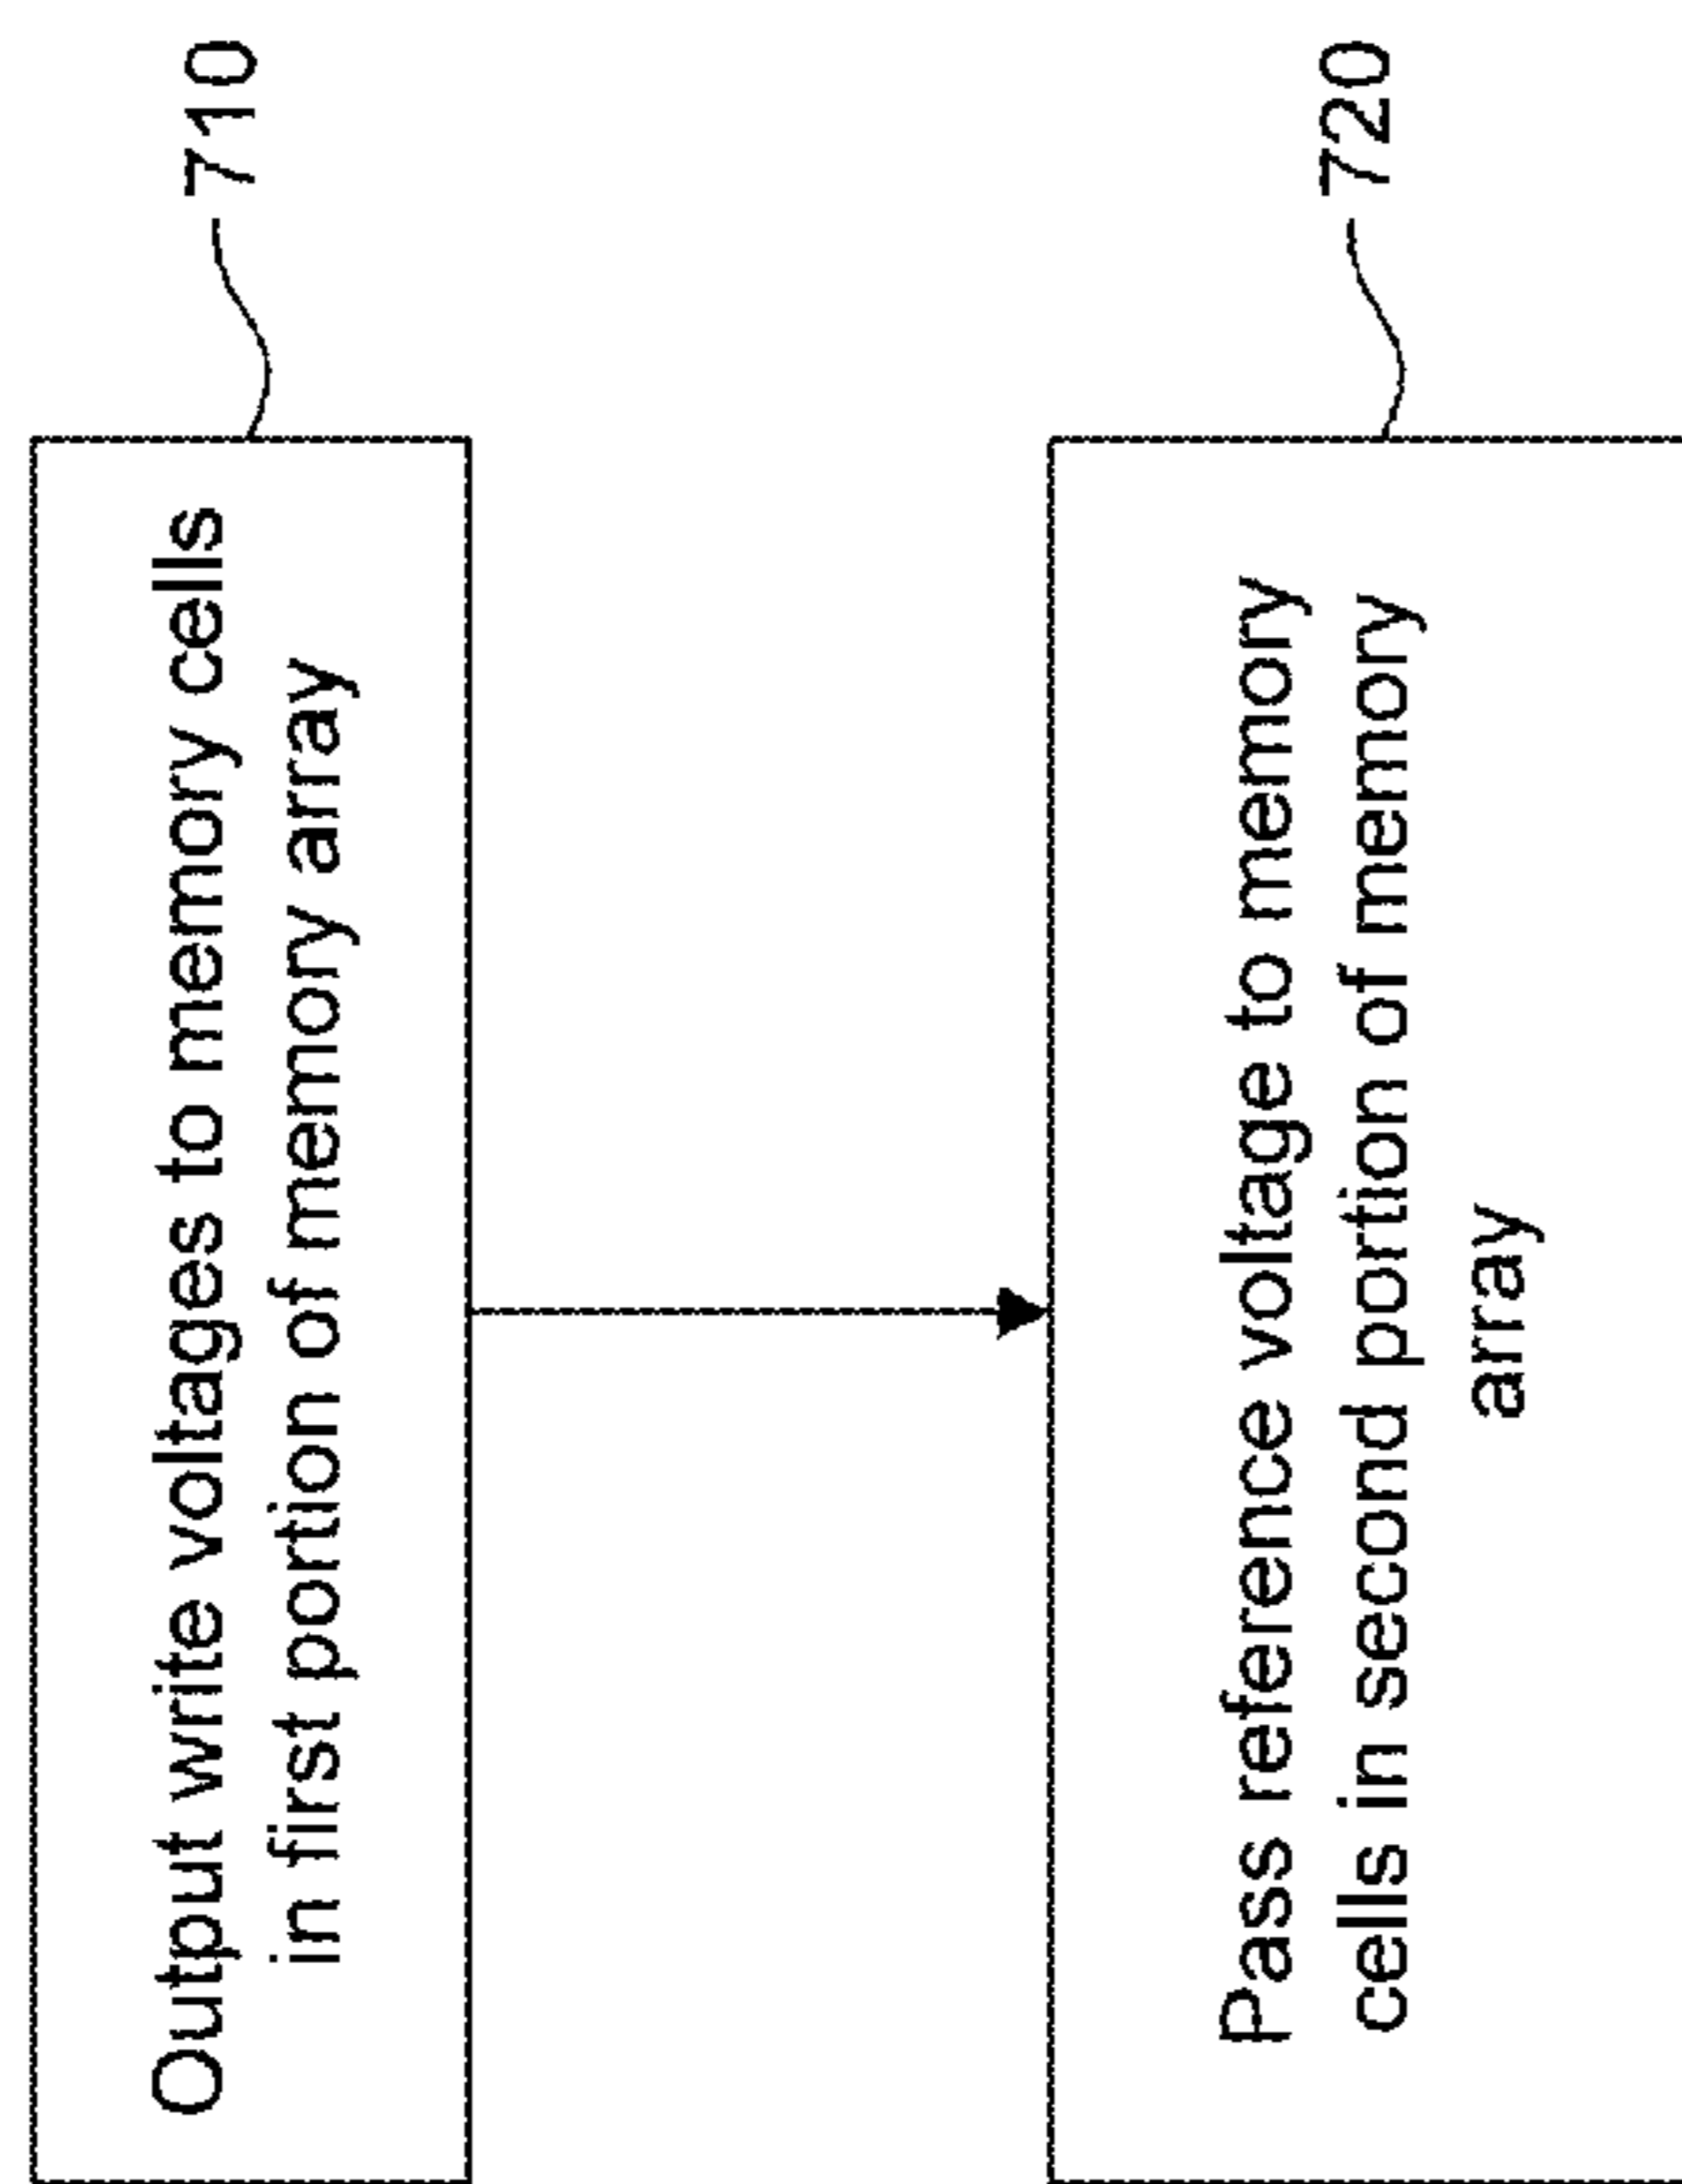 Output write voltages to memory cells
in first portion of memory array
710
Pass reference voltage to memory
cells in second portion of memory
array
720